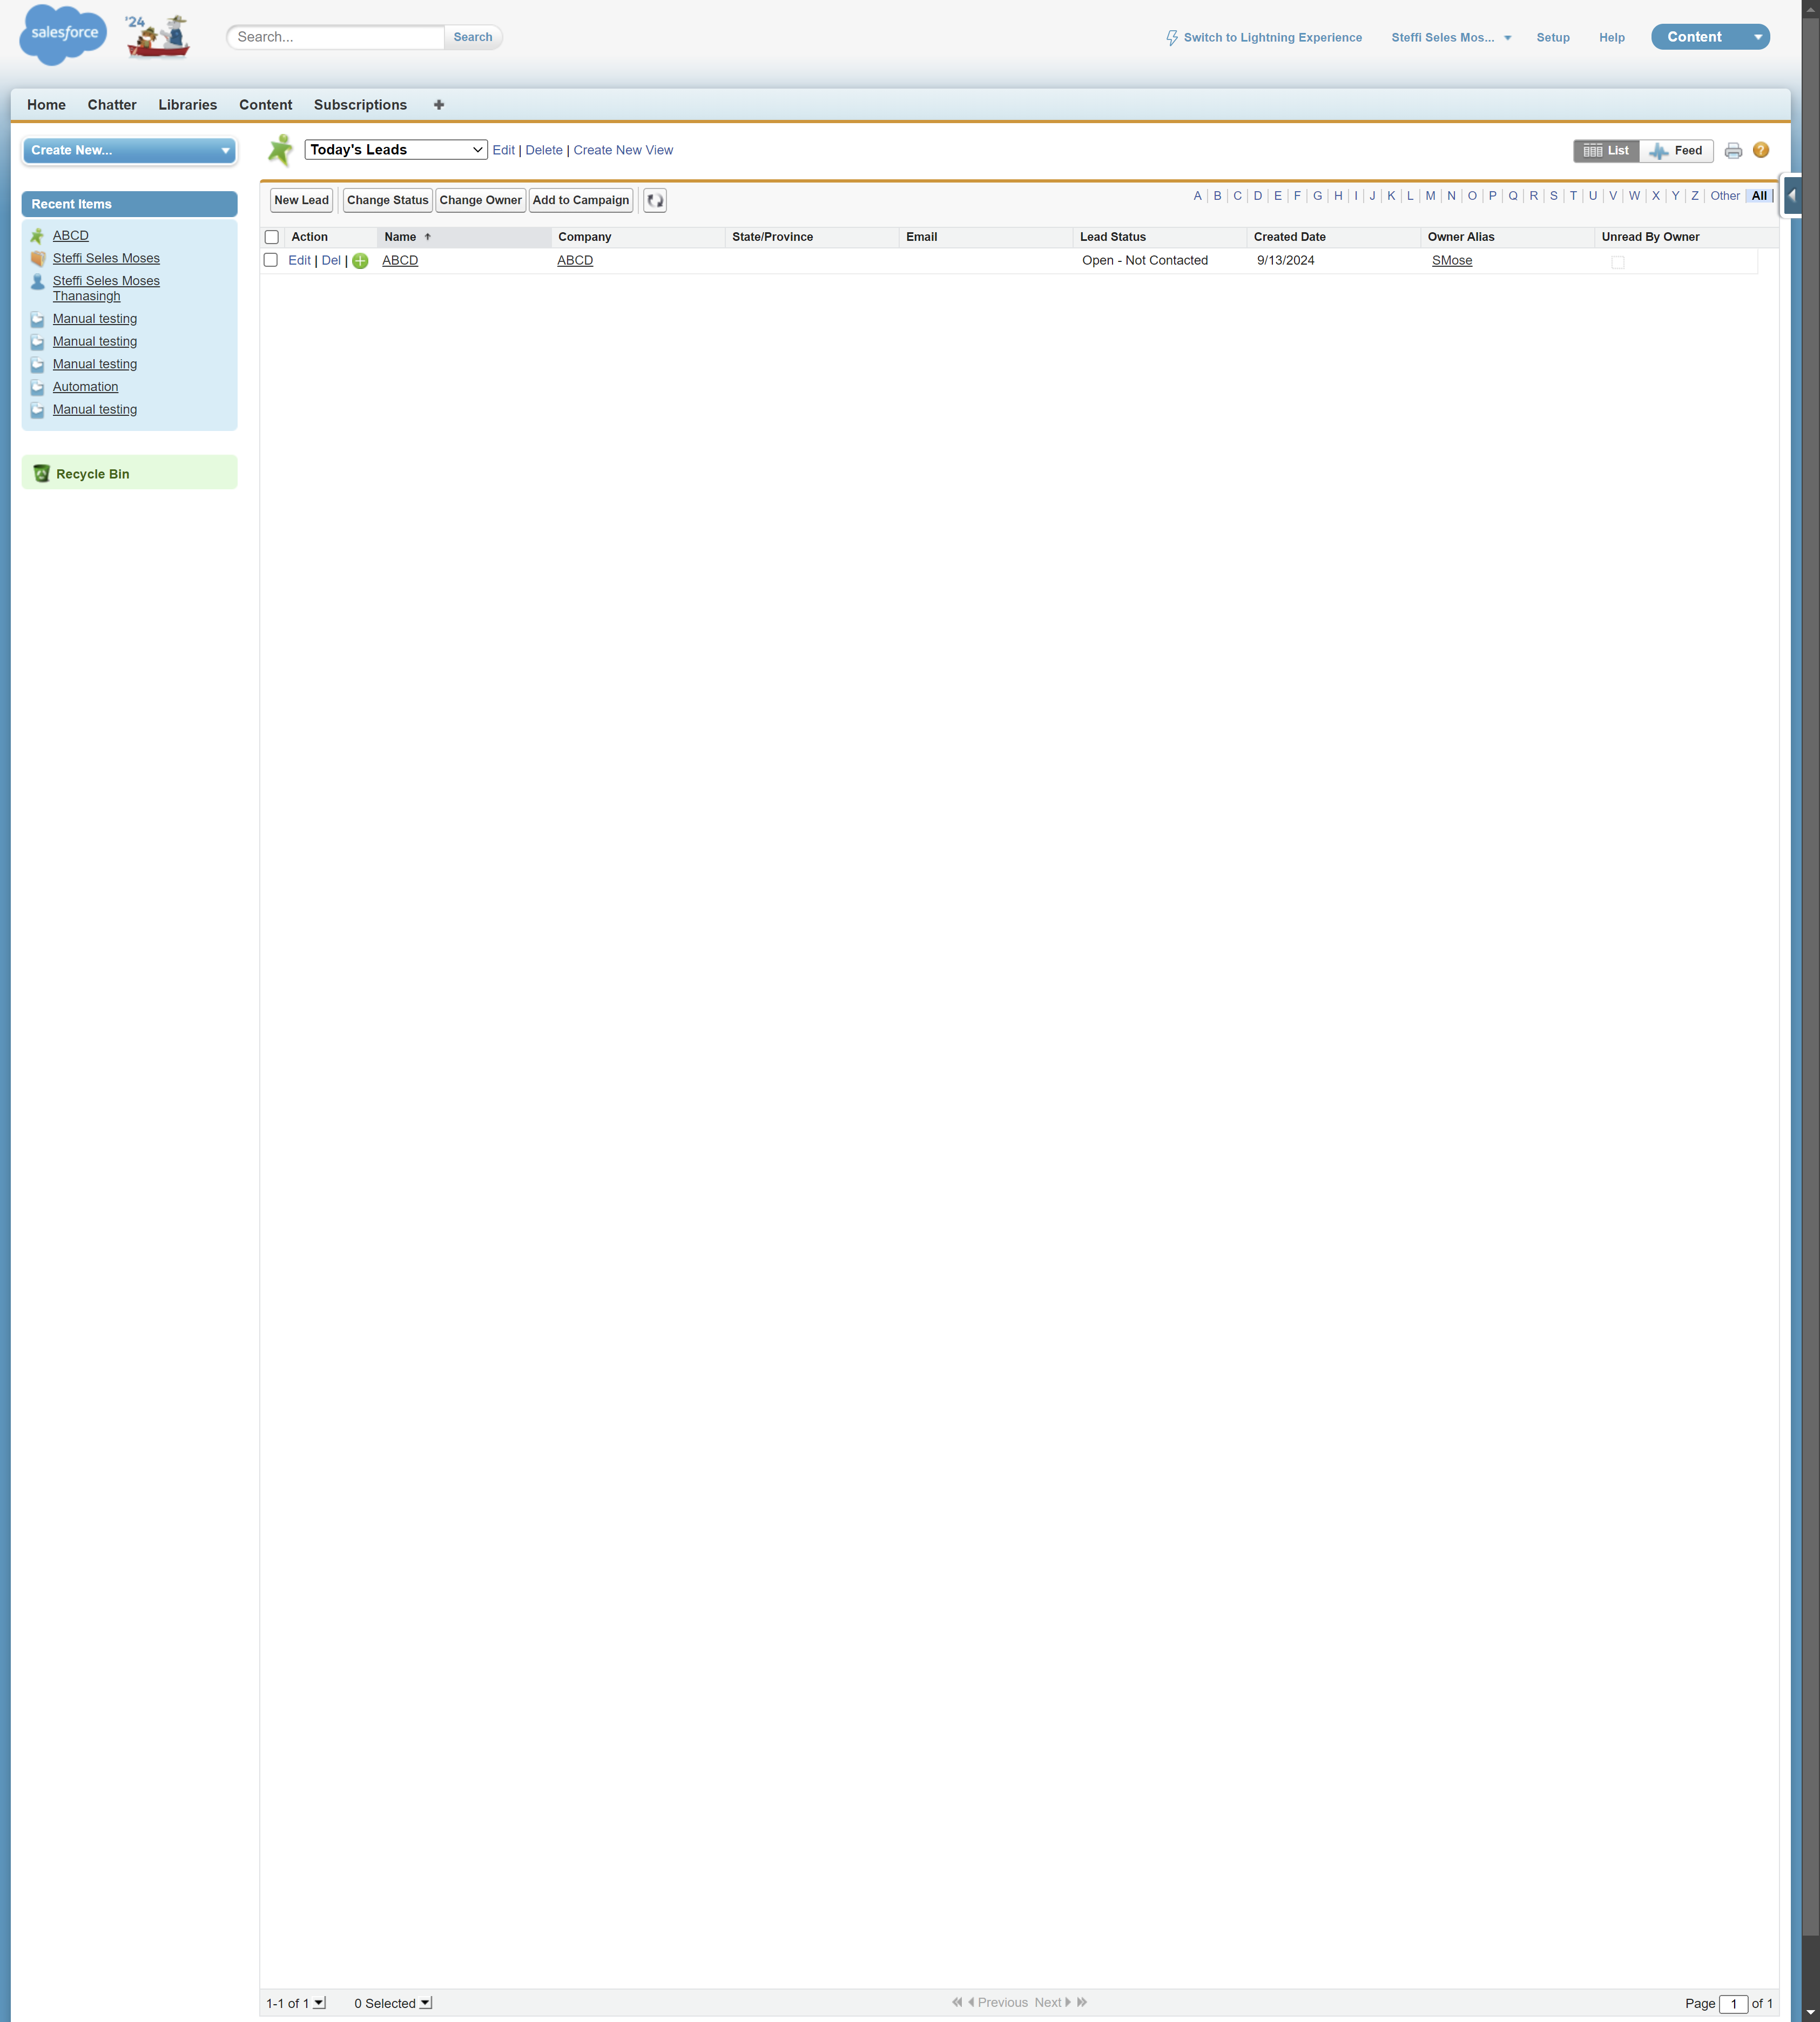 salesforce
'24
Search...
Search
Switch to Lightning Experience
Steffi Seles Mos...
Setup
Help
Content
Home
Chatter
Libraries
Content
Subscriptions
Create New...
Recent Items
ABCD
Steffi Seles Moses
Steffi Seles Moses
Thanasingh
Manual testing
Manual testing
Manual testing
Automation
Manual testing
Recycle Bin
Today's Leads
Edit | Delete | Create New View
List
Feed
?
New Lead
Change Status
Change Owner
Add to Campaign
A | B | C | D | E | F | G | H | I | J | K | L | M | N | O | P | Q | R | S | T | U | V | W | X | Y | Z | Other | All |
Action Name Company State/Province Email Lead Status Created Date Owner Alias Unread By Owner
Edit | Del | ABCD ABCD Open - Not Contacted 9/13/2024 SMose
1-1 of 1
0 Selected
Previous Next
Page 1 of 1